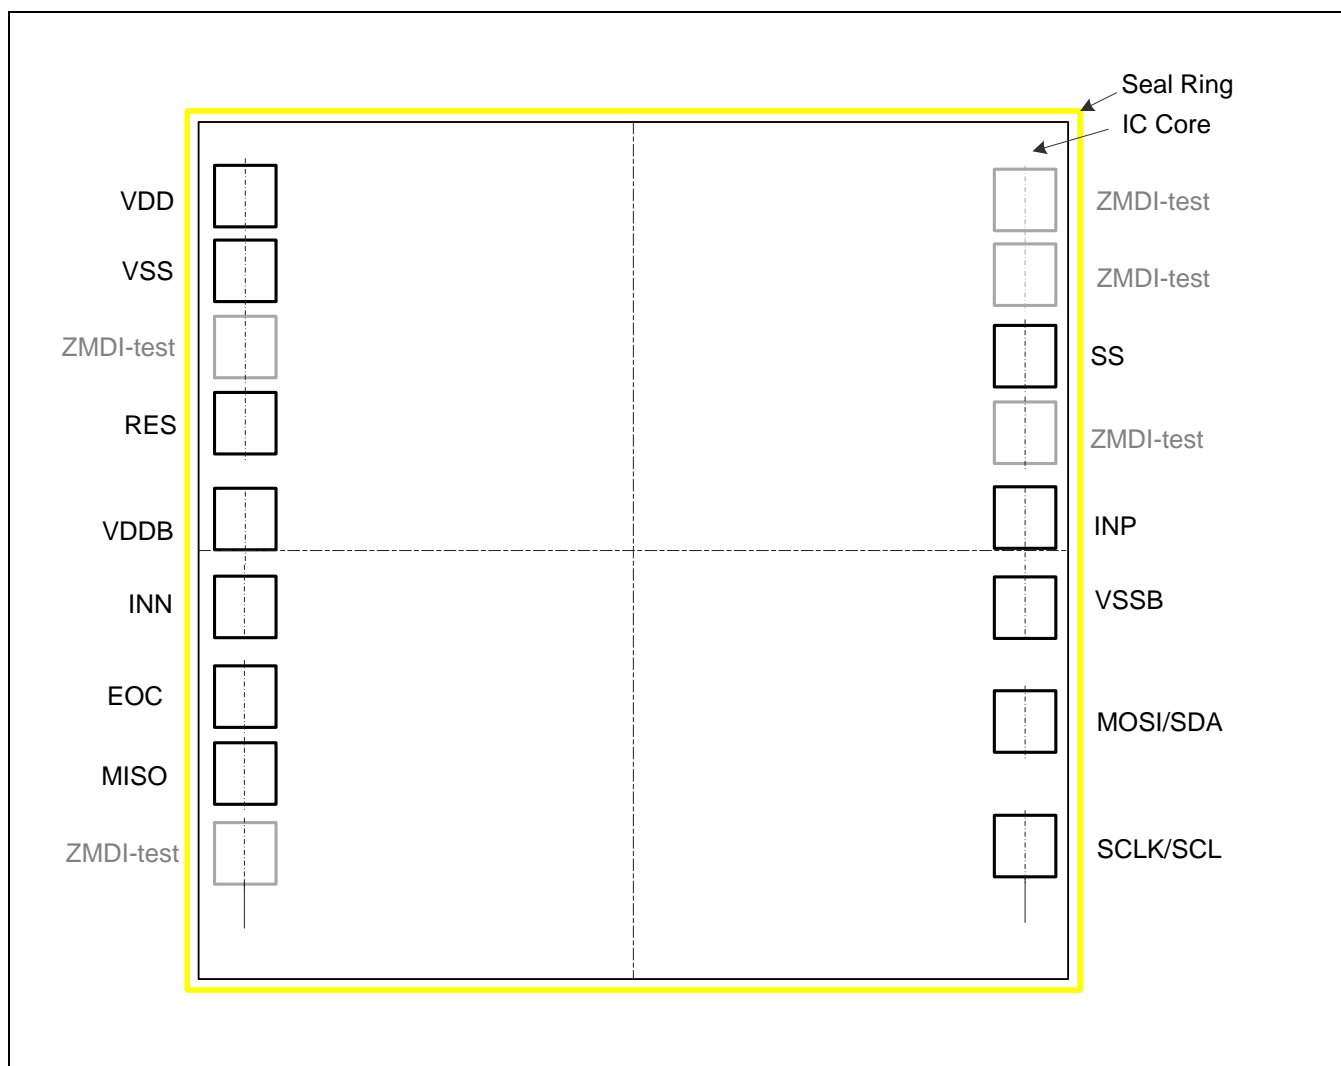 Seal Ring
IC Core
VDD
VSS
ZMDI-test
RES
VDDB
INN
EOC
MISO
ZMDI-test
ZMDI-test
ZMDI-test
SS
ZMDI-test
INP
VSSB
MOSI/SDA
SCLK/SCL